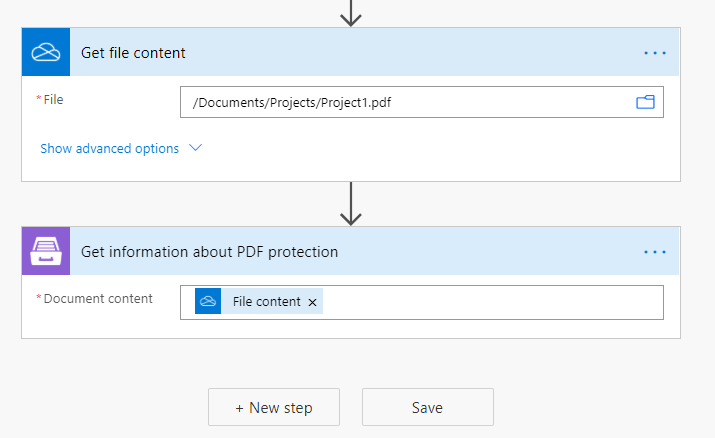 Get file content
...
*File
/Documents/Projects/Project1.pdf
Show advanced options
Get information about PDF protection
...
*Document content
File content ×
+ New step
Save